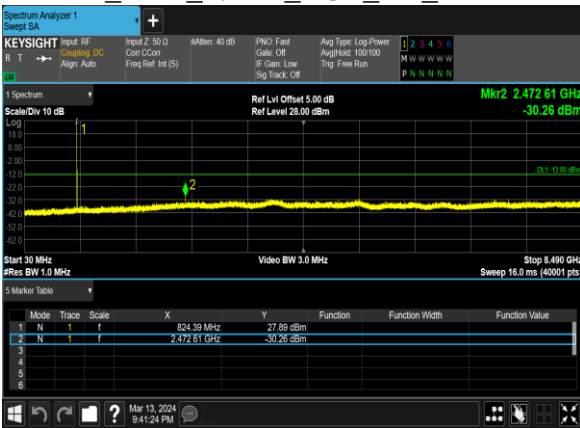 Spectrum Analyzer 1
Swept SA
+
KEYSIGHT Input: RF Input Z: 50 Ω #Atten: 40 dB PNO: Fast Avg Type: Log-Power 1 2 3 4 5 6
R T Coupling: DC Corr CCorr Gate: Off Avg|Hold: 100/100 M W W W W W
Align: Auto Freq Ref: Int (S) IF Gain: Low Trig: Free Run
LV Sig Track: Off P N N N N N
1 Spectrum Ref Lvl Offset 5.00 dB Mkr2 2.472 61 GHz
Scale/Div 10 dB Ref Level 28.00 dBm -30.26 dBm
Log
18.0
8.00
-2.00
-12.0
-22.0
-32.0
-42.0
-52.0
-62.0
1
2
DL1 -13.00 dBm
Start 30 MHz Video BW 3.0 MHz Stop 8.490 GHz
#Res BW 1.0 MHz Sweep 16.0 ms (40001 pts)
5 Marker Table
Mode Trace Scale X Y Function Function Width Function Value
1 N 1 f 824.39 MHz 27.89 dBm
2 N 1 f 2.472 61 GHz -30.26 dBm
3
4
5
6
? Mar 13, 2024
9:41:24 PM